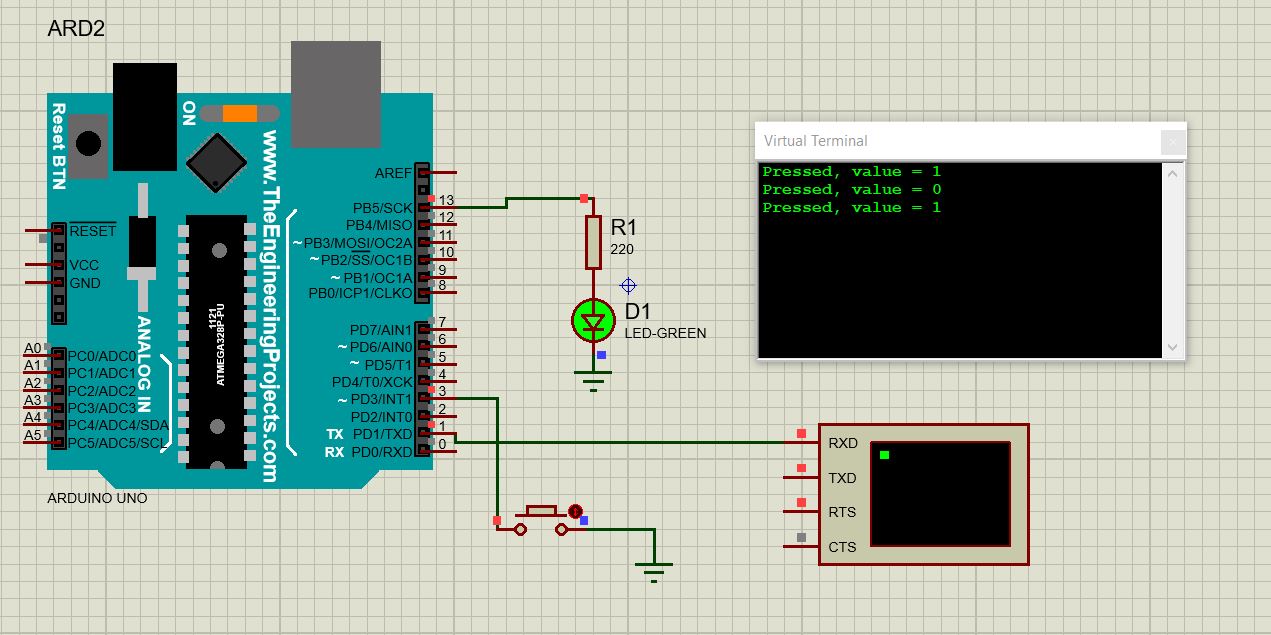 ARD2
Reset BTN
ON
www.TheEngineeringProjects.com
AREF
PB5/SCK 13
PB4/MISO 12
~ PB3/MOSI/OC2A 11
~ PB2/SS/OC1B 10
~ PB1/OC1A 9
PB0/ICP1/CLKO 8
RESET
VCC
GND
1121
ATMEGA328P-PU
ANALOG IN
PD7/AIN1 7
~ PD6/AIN0 6
~ PD5/T1 5
PD4/T0/XCK 4
~ PD3/INT1 3
PD2/INT0 2
TX PD1/TXD 1
RX PD0/RXD 0
A0 PC0/ADC0
A1 PC1/ADC1
A2 PC2/ADC2
A3 PC3/ADC3
A4 PC4/ADC4/SDA
A5 PC5/ADC5/SCL
ARDUINO UNO
R1
220
D1
LED-GREEN
Virtual Terminal
Pressed, value = 1
Pressed, value = 0
Pressed, value = 1
RXD
TXD
RTS
CTS